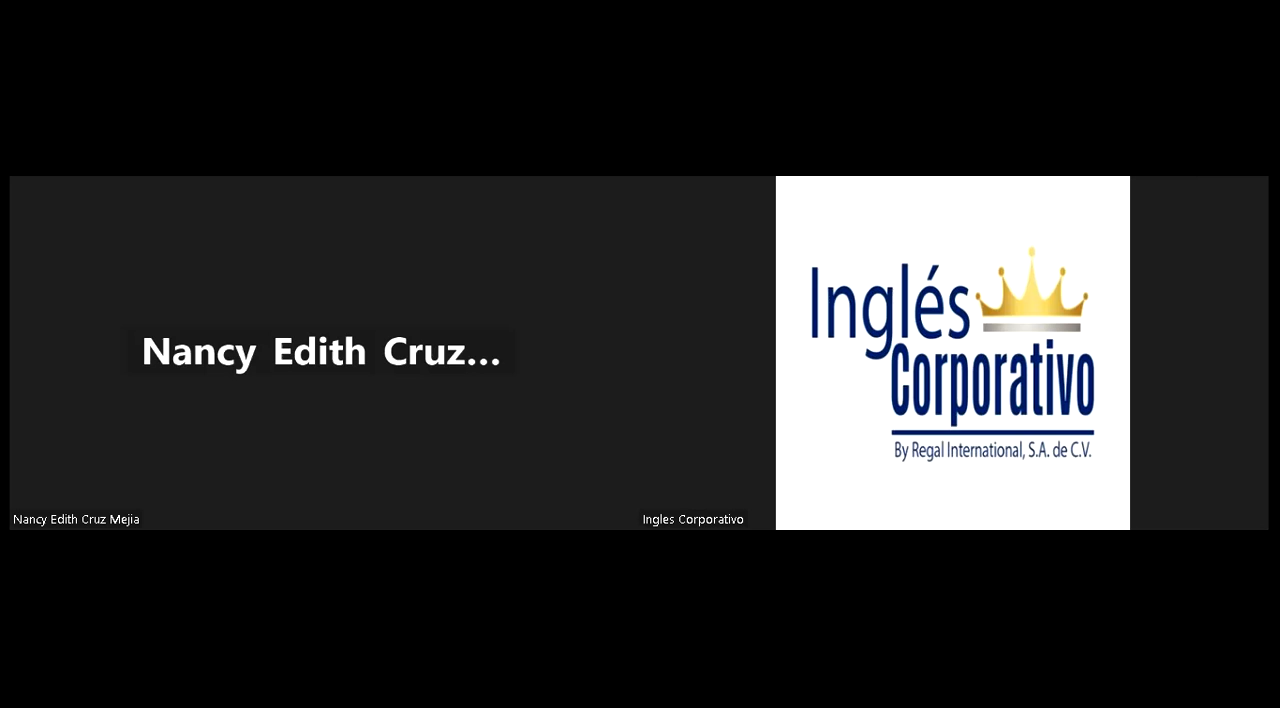 Nancy Edith Cruz...
Nancy Edith Cruz Mejia
Inglés
Corporativo
By Regal International, S.A. de C.V.
Ingles Corporativo